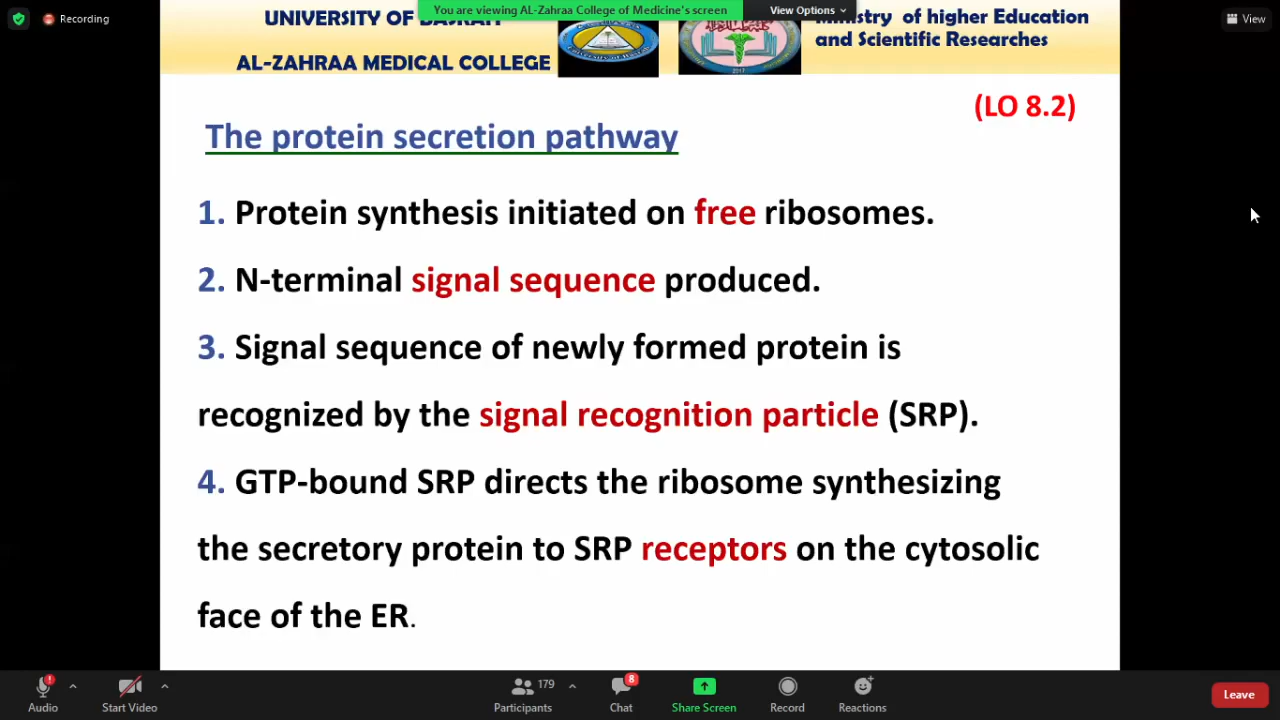 You are viewing AL-Zahraa College of Medicine's screen
View Options
Recording
View
UNIVERSITY OF BASRAH
AL-ZAHRAA MEDICAL COLLEGE
Ministry of higher Education
and Scientific Researches
2017
(LO 8.2)
The protein secretion pathway
1. Protein synthesis initiated on free ribosomes.
2. N-terminal signal sequence produced.
3. Signal sequence of newly formed protein is
recognized by the signal recognition particle (SRP).
4. GTP-bound SRP directs the ribosome synthesizing
the secretory protein to SRP receptors on the cytosolic
face of the ER.
Audio
Start Video
179
Participants
8
Chat
Share Screen
Record
Reactions
Leave